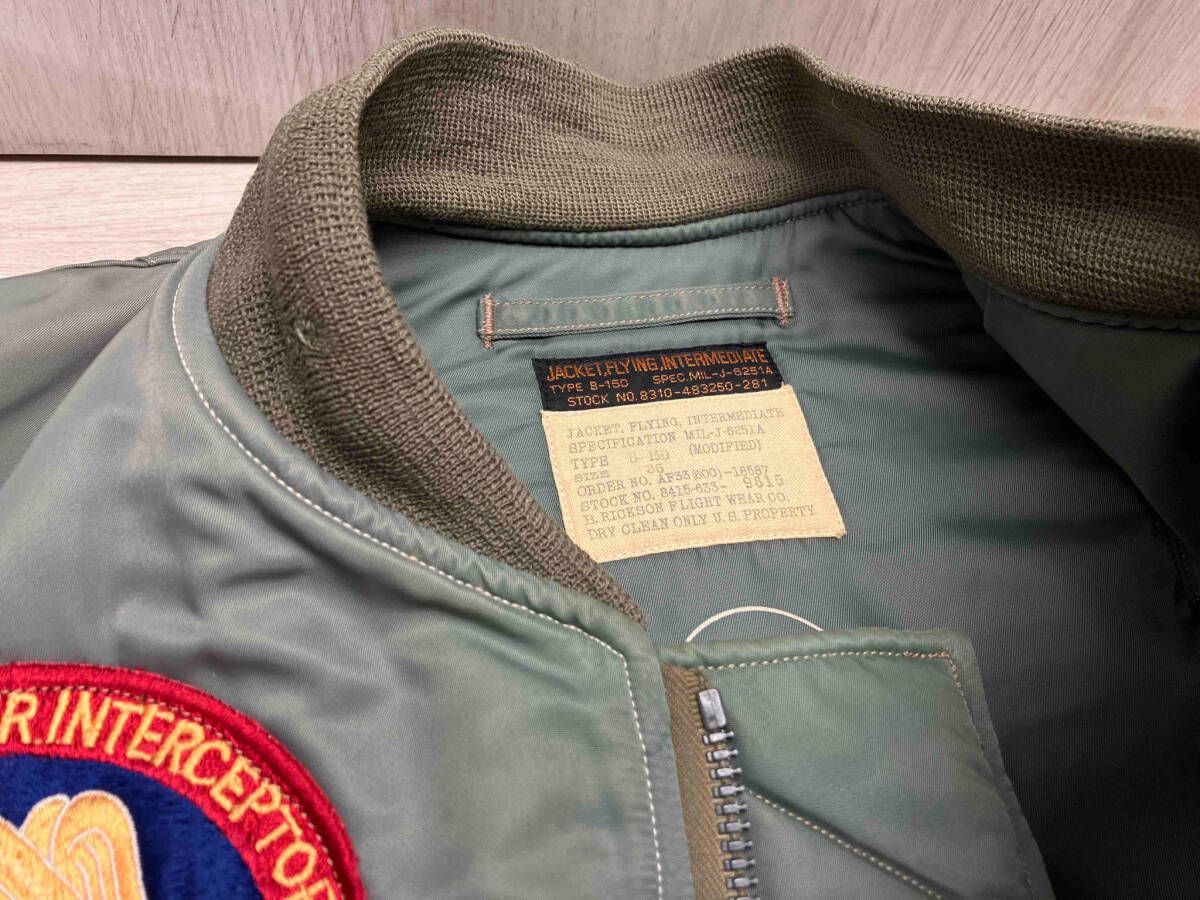 JACKET, FLYING, INTERMEDIATE
TYPE B-15C SPEC. MIL-J-6251A
STOCK NO. 8310-483250-281
JACKET, FLYING, INTERMEDIATE
SPECIFICATION MIL-J-6251A
TYPE B-15D (MODIFIED)
SIZE 36
ORDER NO. AF33(600)-18587
STOCK NO. 8415-633-9615
B. RICKSON FLIGHT WEAR CO.
DRY CLEAN ONLY U.S. PROPERTY
R. INTERCEPTOR